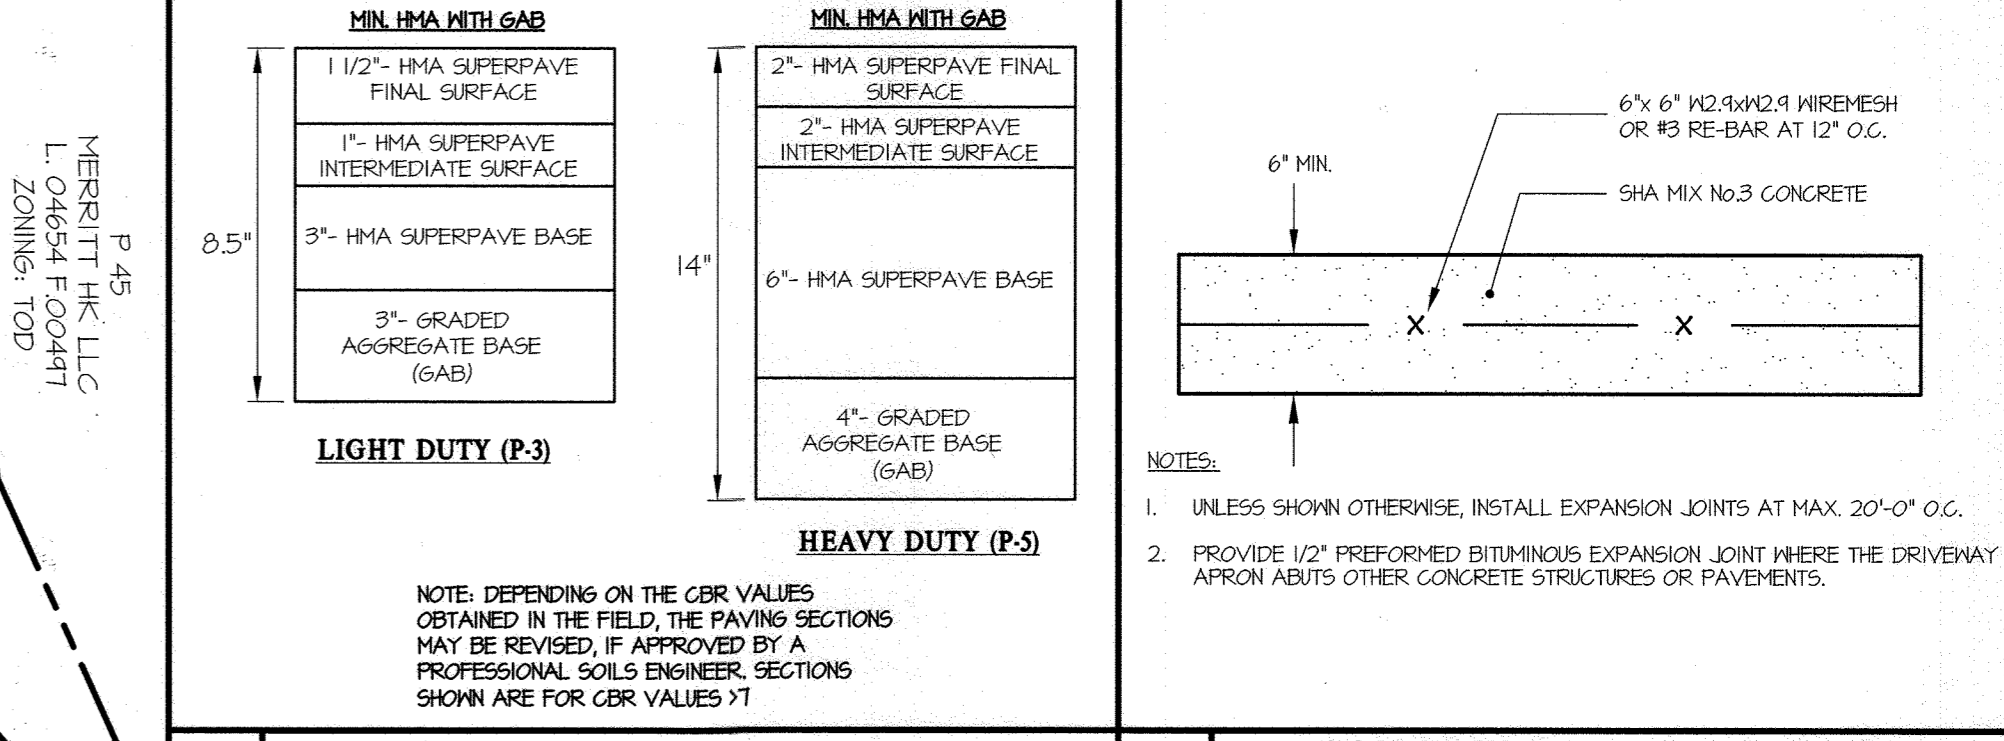 P 45
MERRITT HK LLC
L. 04654 F.00497
ZONING: TOD
MIN. HMA WITH GAB
1 1/2"- HMA SUPERPAVE
FINAL SURFACE
1"- HMA SUPERPAVE
INTERMEDIATE SURFACE
3"- HMA SUPERPAVE BASE
3"- GRADED
AGGREGATE BASE
(GAB)
8.5"
LIGHT DUTY (P-3)
MIN. HMA WITH GAB
2"- HMA SUPERPAVE FINAL
SURFACE
2"- HMA SUPERPAVE
INTERMEDIATE SURFACE
6"- HMA SUPERPAVE BASE
4"- GRADED
AGGREGATE BASE
(GAB)
14"
HEAVY DUTY (P-5)
NOTE: DEPENDING ON THE CBR VALUES
OBTAINED IN THE FIELD, THE PAVING SECTIONS
MAY BE REVISED, IF APPROVED BY A
PROFESSIONAL SOILS ENGINEER. SECTIONS
SHOWN ARE FOR CBR VALUES >7
6"x 6" W2.9xW2.9 WIREMESH
OR #3 RE-BAR AT 12" O.C.
6" MIN.
SHA MIX No.3 CONCRETE
X X
NOTES:
1. UNLESS SHOWN OTHERWISE, INSTALL EXPANSION JOINTS AT MAX. 20'-0" O.C.
2. PROVIDE 1/2" PREFORMED BITUMINOUS EXPANSION JOINT WHERE THE DRIVEWAY
APRON ABUTS OTHER CONCRETE STRUCTURES OR PAVEMENTS.